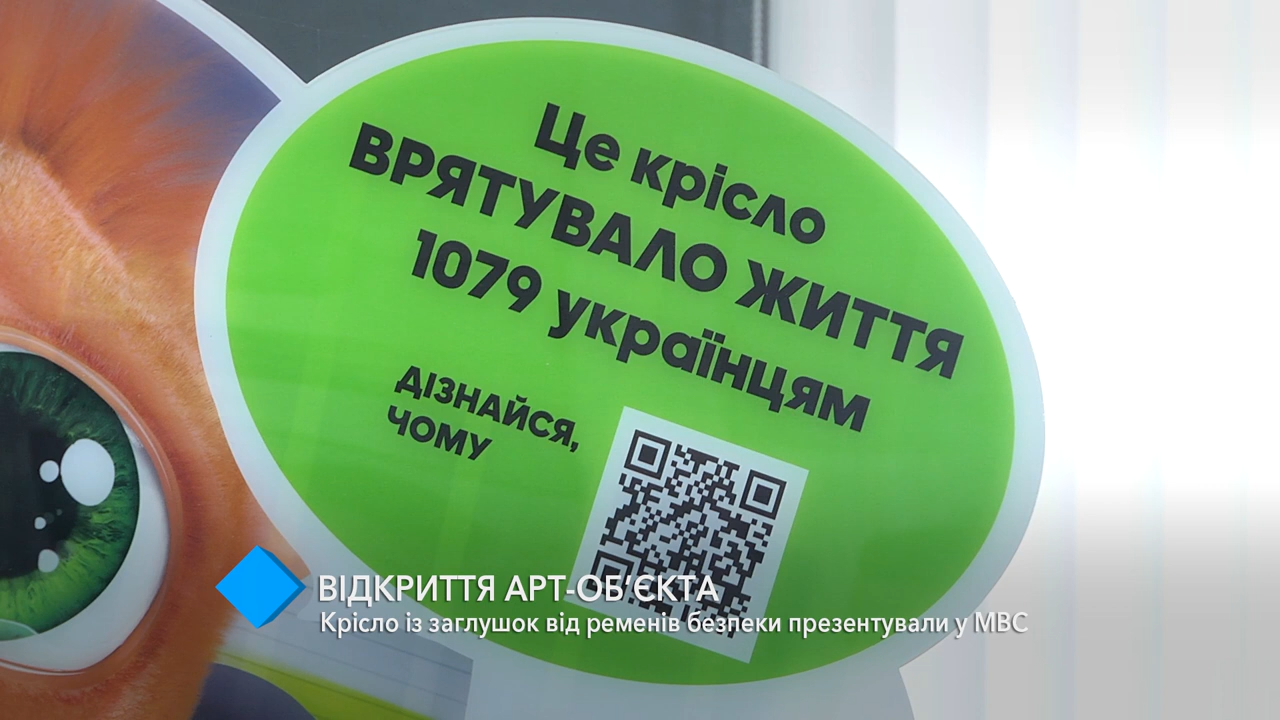 Це крісло
ВРЯТУВАЛО ЖИТТЯ
1079 українцям
ДІЗНАЙСЯ,
ЧОМУ
ВІДКРИТТЯ АРТ-ОБ'ЄКТА
Крісло із заглушок від ременів безпеки презентували у МВС